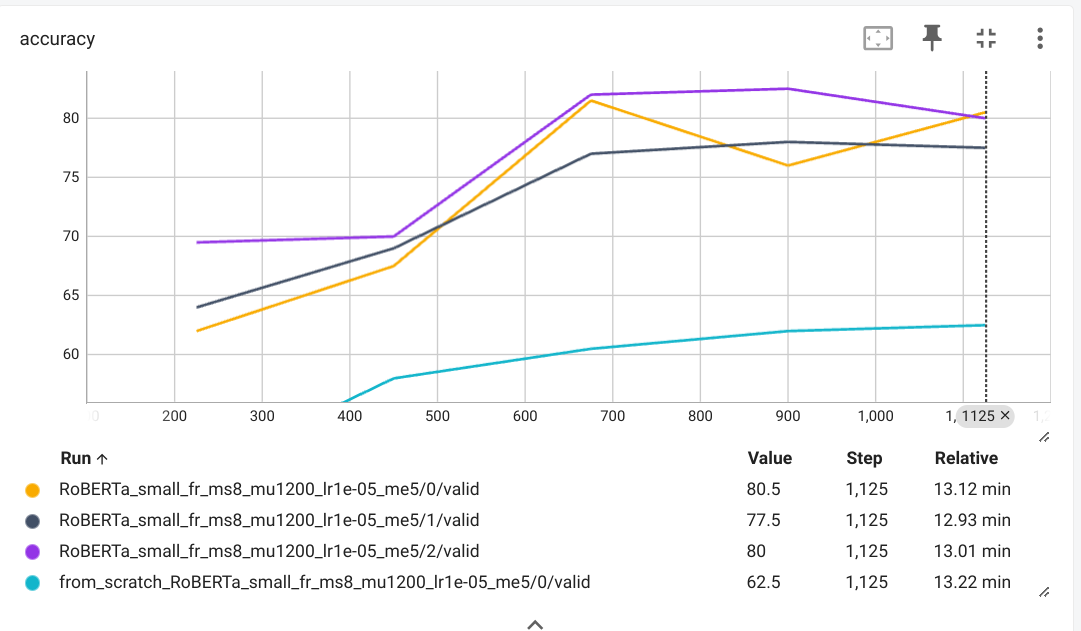 accuracy
80
75
70
65
60
0 200 300 400 500 600 700 800 900 1,000 1, 1125 × 1,
Run ↑ Value Step Relative
RoBERTa_small_fr_ms8_mu1200_lr1e-05_me5/0/valid 80.5 1,125 13.12 min
RoBERTa_small_fr_ms8_mu1200_lr1e-05_me5/1/valid 77.5 1,125 12.93 min
RoBERTa_small_fr_ms8_mu1200_lr1e-05_me5/2/valid 80 1,125 13.01 min
from_scratch_RoBERTa_small_fr_ms8_mu1200_lr1e-05_me5/0/valid 62.5 1,125 13.22 min